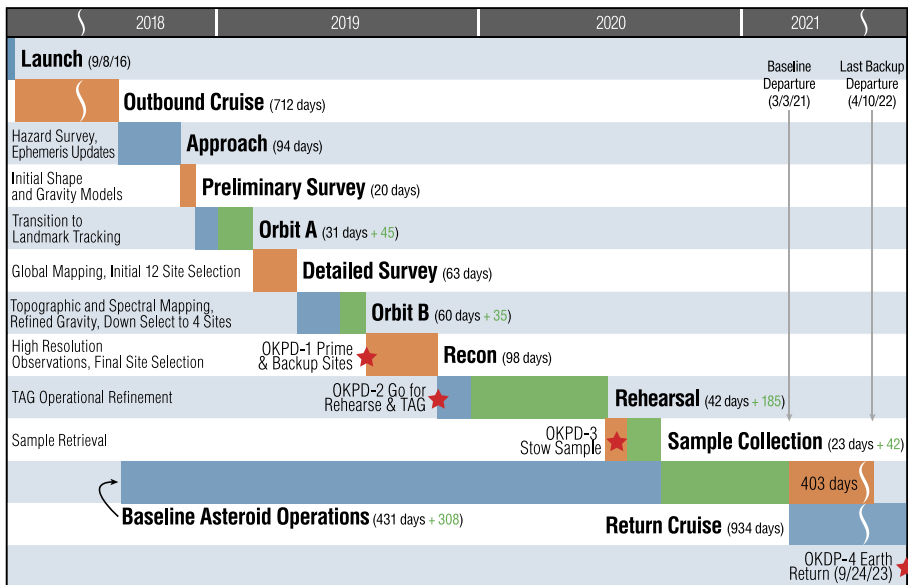 2018 2019 2020 2021
Launch (9/8/16)
Baseline
Departure
(3/3/21)
Last Backup
Departure
(4/10/22)
Outbound Cruise (712 days)
Hazard Survey,
Ephemeris Updates
Approach (94 days)
Initial Shape
and Gravity Models
Preliminary Survey (20 days)
Transition to
Landmark Tracking
Orbit A (31 days + 45)
Global Mapping, Initial 12 Site Selection
Detailed Survey (63 days)
Topographic and Spectral Mapping,
Refined Gravity, Down Select to 4 Sites
Orbit B (60 days + 35)
High Resolution
Observations, Final Site Selection
OKPD-1 Prime
& Backup Sites
Recon (98 days)
TAG Operational Refinement
OKPD-2 Go for
Rehearse & TAG
Rehearsal (42 days + 185)
Sample Retrieval
OKPD-3
Stow Sample
Sample Collection (23 days + 42)
403 days
Baseline Asteroid Operations (431 days + 308)
Return Cruise (934 days)
OKDP-4 Earth
Return (9/24/23)